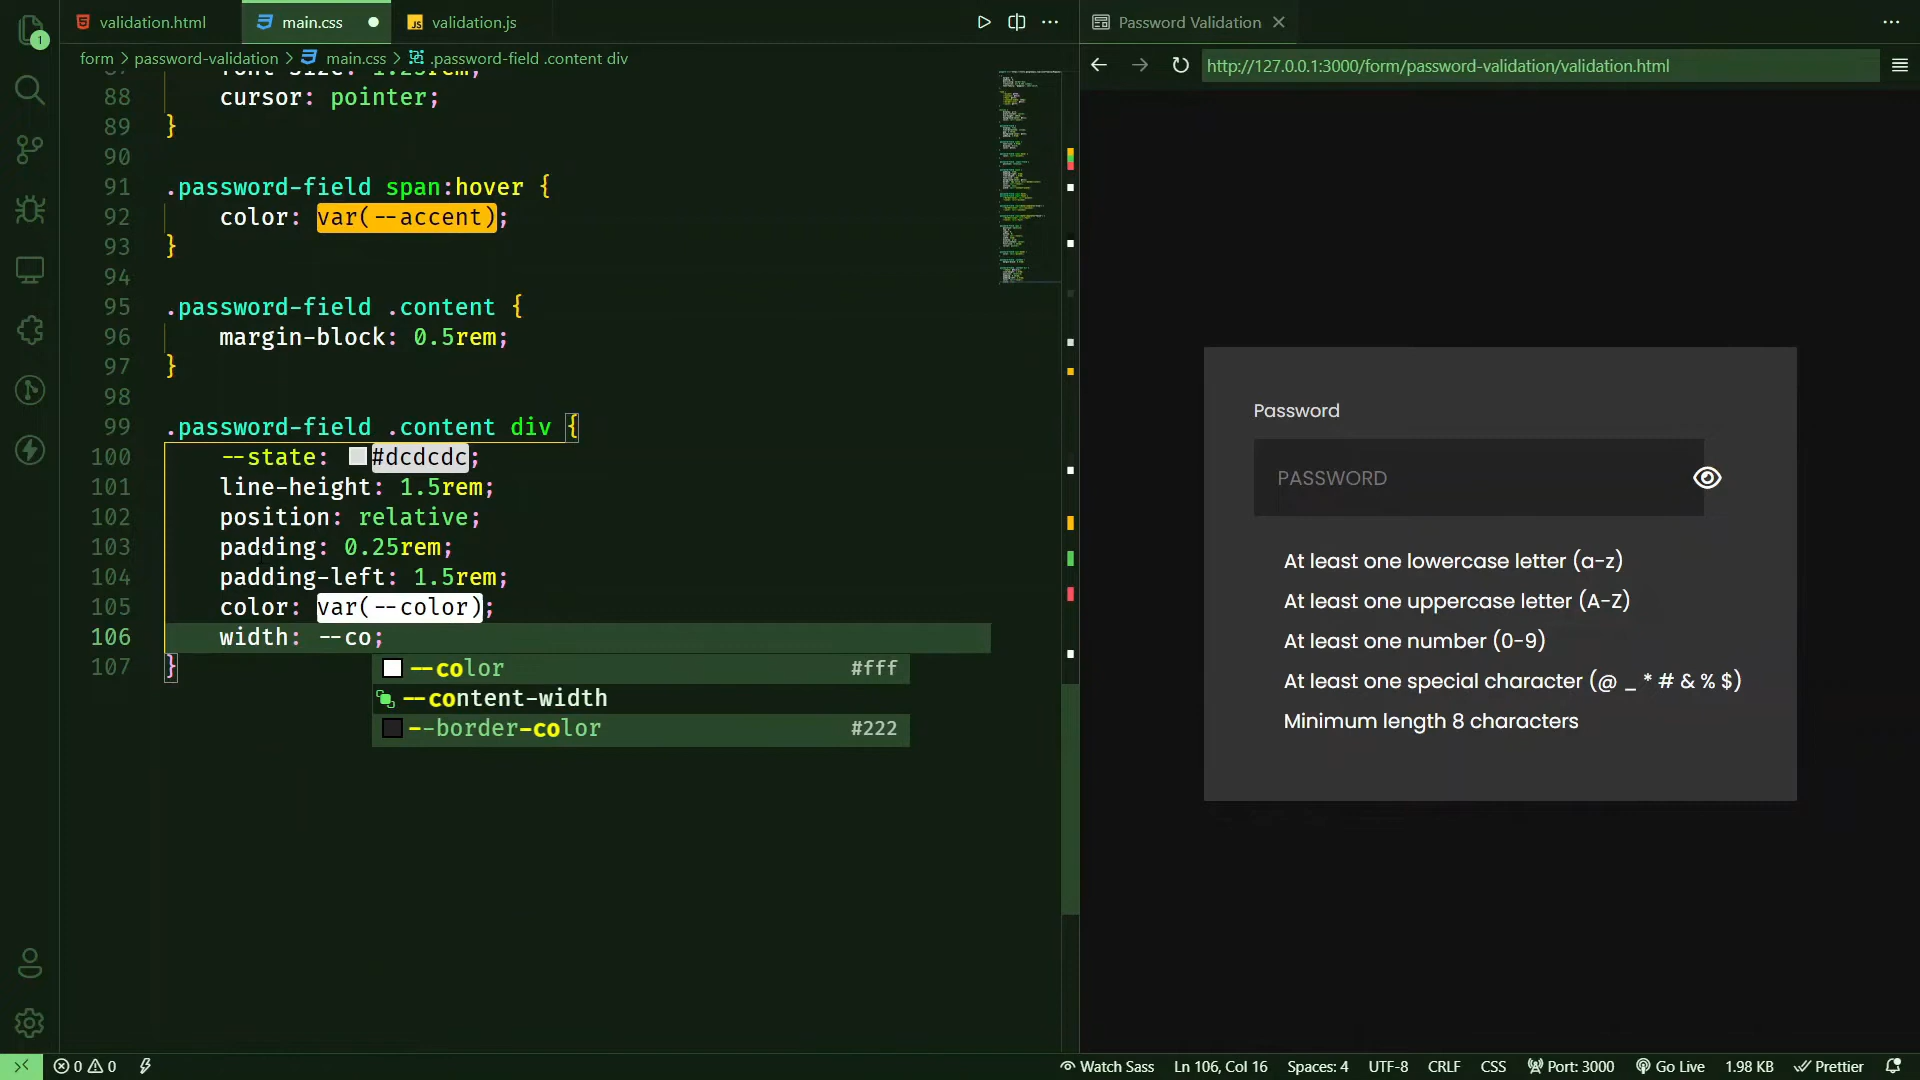 validation.html
main.css
validation.js
Password Validation
form > password-validation > main.css > .password-field .content div
http://127.0.0.1:3000/form/password-validation/validation.html
1
87 font-size: 1.25rem;
88 cursor: pointer;
89 }
90
91 .password-field span:hover {
92 color: var(--accent);
93 }
94
95 .password-field .content {
96 margin-block: 0.5rem;
97 }
98
99 .password-field .content div {
100 --state: #dcdcdc;
101 line-height: 1.5rem;
102 position: relative;
103 padding: 0.25rem;
104 padding-left: 1.5rem;
105 color: var(--color);
106 width: --co;
107 }
--color #fff
--content-width
--border-color #222
Password
PASSWORD
At least one lowercase letter (a-z)
At least one uppercase letter (A-Z)
At least one number (0-9)
At least one special character (@ _ * # & % $)
Minimum length 8 characters
0 0 Watch Sass Ln 106, Col 16 Spaces: 4 UTF-8 CRLF CSS Port: 3000 Go Live 1.98 KB Prettier